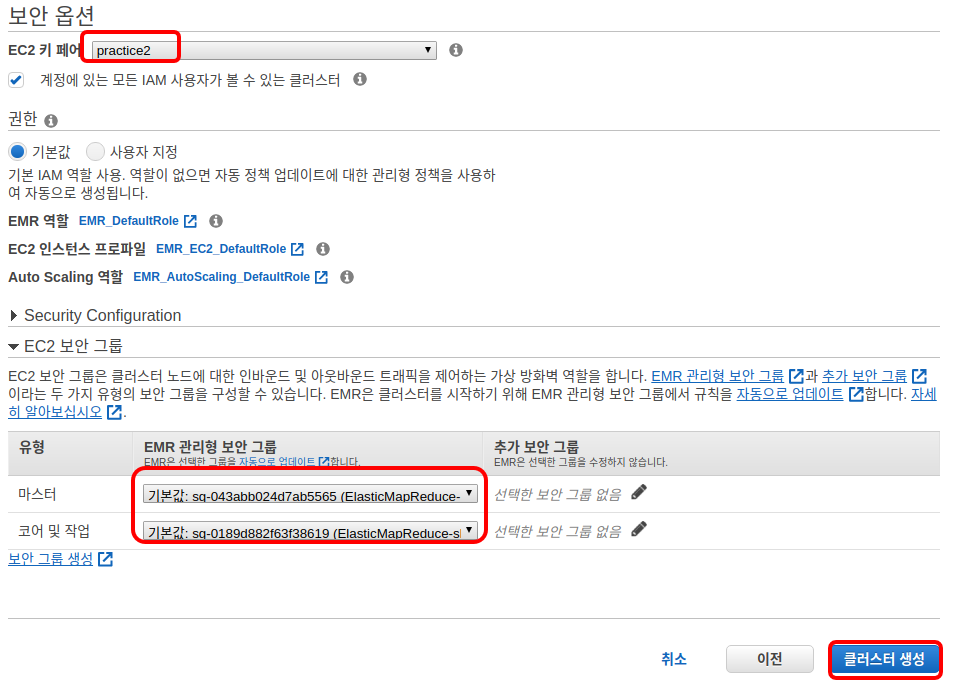 보안 옵션
EC2 키 페어 practice2
계정에 있는 모든 IAM 사용자가 볼 수 있는 클러스터
권한
기본값 사용자 지정
기본 IAM 역할 사용. 역할이 없으면 자동 정책 업데이트에 대한 관리형 정책을 사용하
여 자동으로 생성됩니다.
EMR 역할 EMR_DefaultRole
EC2 인스턴스 프로파일 EMR_EC2_DefaultRole
Auto Scaling 역할 EMR_AutoScaling_DefaultRole
Security Configuration
EC2 보안 그룹
EC2 보안 그룹은 클러스터 노드에 대한 인바운드 및 아웃바운드 트래픽을 제어하는 가상 방화벽 역할을 합니다. EMR 관리형 보안 그룹 과 추가 보안 그룹
이라는 두 가지 유형의 보안 그룹을 구성할 수 있습니다. EMR은 클러스터를 시작하기 위해 EMR 관리형 보안 그룹에서 규칙을 자동으로 업데이트 합니다. 자세
히 알아보십시오 .
유형 EMR 관리형 보안 그룹 추가 보안 그룹
EMR은 선택한 그룹을 자동으로 업데이트 합니다. EMR은 선택한 그룹을 수정하지 않습니다.
마스터 기본값: sg-043abb024d7ab5565 (ElasticMapReduce- 선택한 보안 그룹 없음
코어 및 작업 기본값: sg-0189d882f63f38619 (ElasticMapReduce-sl 선택한 보안 그룹 없음
보안 그룹 생성
취소 이전 클러스터 생성